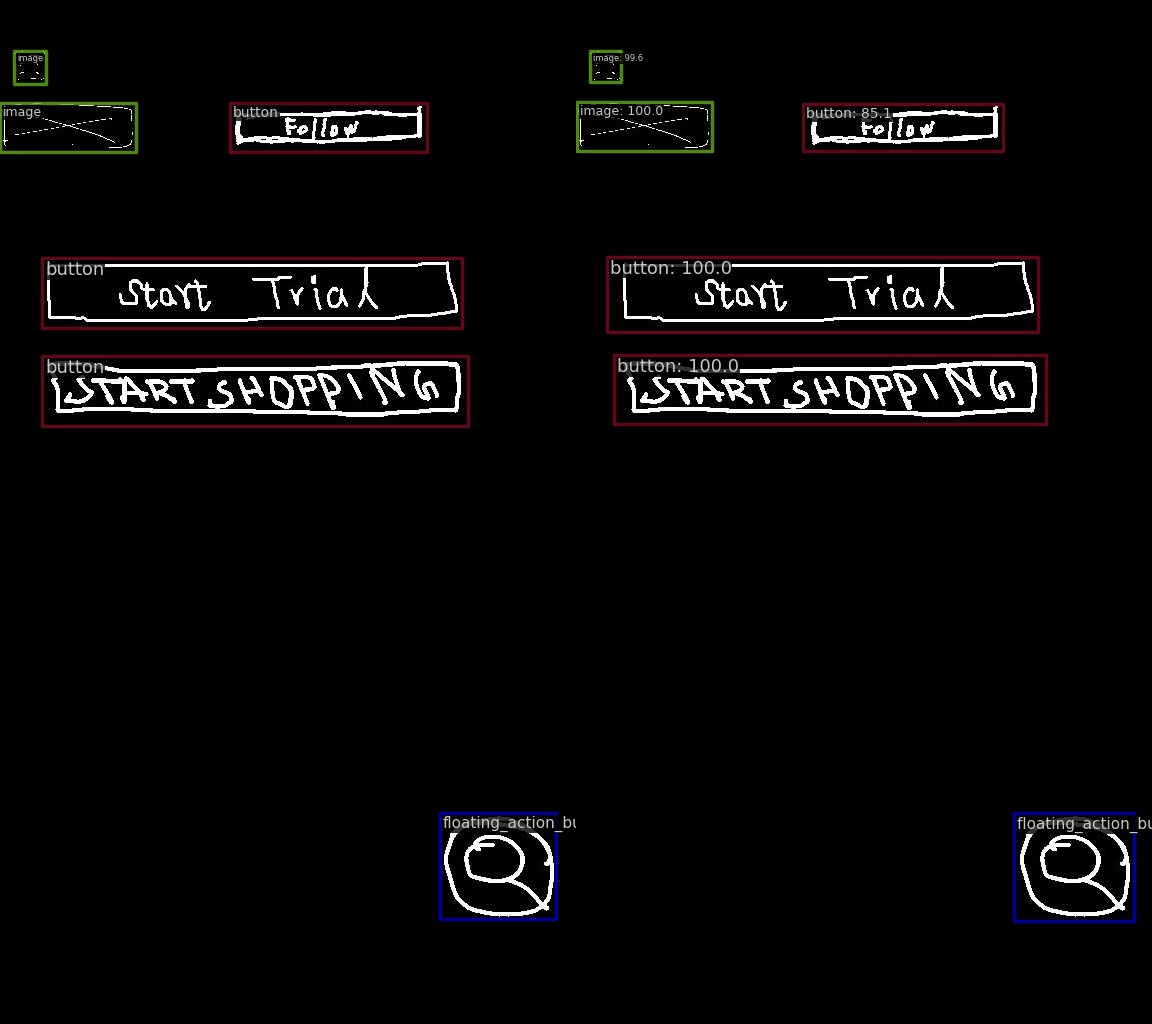 image image: 99.6
image button image: 100.0 button: 85.1
Follow Follow
button button: 100.0
Start Trial Start Trial
button button: 100.0
START SHOPPING START SHOPPING
floating_action_bu floating_action_bu